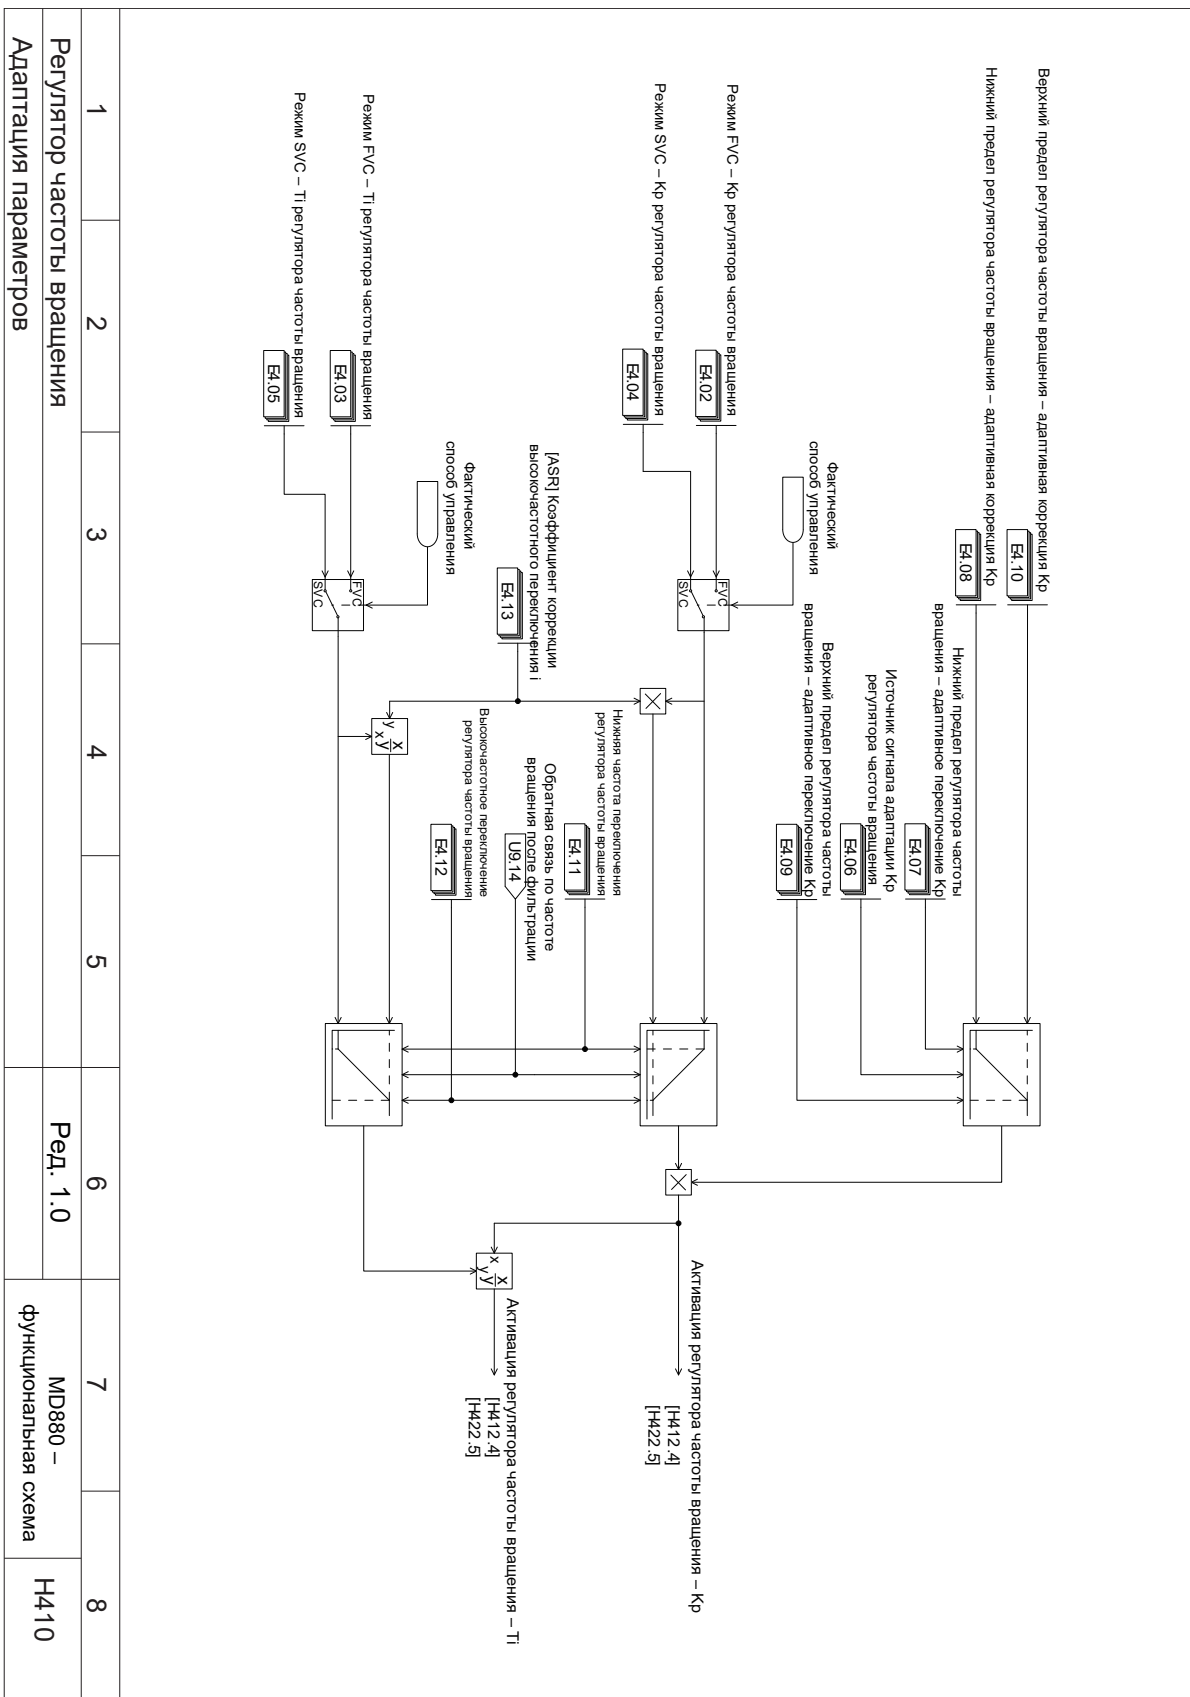 Верхний предел регулятора частоты вращения – адаптивная коррекция Kp
E4.10
Нижний предел регулятора частоты вращения – адаптивная коррекция Kp
E4.08
Нижний предел регулятора частоты
вращения – адаптивное переключение Kp
E4.07
Источник сигнала адаптации Kp
регулятора частоты вращения
E4.06
Верхний предел регулятора частоты
вращения – адаптивное переключение Kp
E4.09
Фактический
способ управления
Режим FVC – Kp регулятора частоты вращения
E4.02
FVC
SVC
Режим SVC – Kp регулятора частоты вращения
E4.04
Активация регулятора частоты вращения – Kp
[H412.4]
[H422.5]
Нижняя частота переключения
регулятора частоты вращения
E4.11
[ASR] Коэффициент коррекции
высокочастотного переключения i
E4.13
Обратная связь по частоте
вращения после фильтрации
U9.14
Высокочастотное переключение
регулятора частоты вращения
E4.12
x
y
x
y
Активация регулятора частоты вращения – Ti
[H412.4]
[H422.5]
Фактический
способ управления
y
x
x
y
Режим FVC – Ti регулятора частоты вращения
E4.03
FVC
SVC
Режим SVC – Ti регулятора частоты вращения
E4.05
1 2 3 4 5 6 7 8
Регулятор частоты вращения
Ред. 1.0
MD880 –
функциональная схема
H410
Адаптация параметров